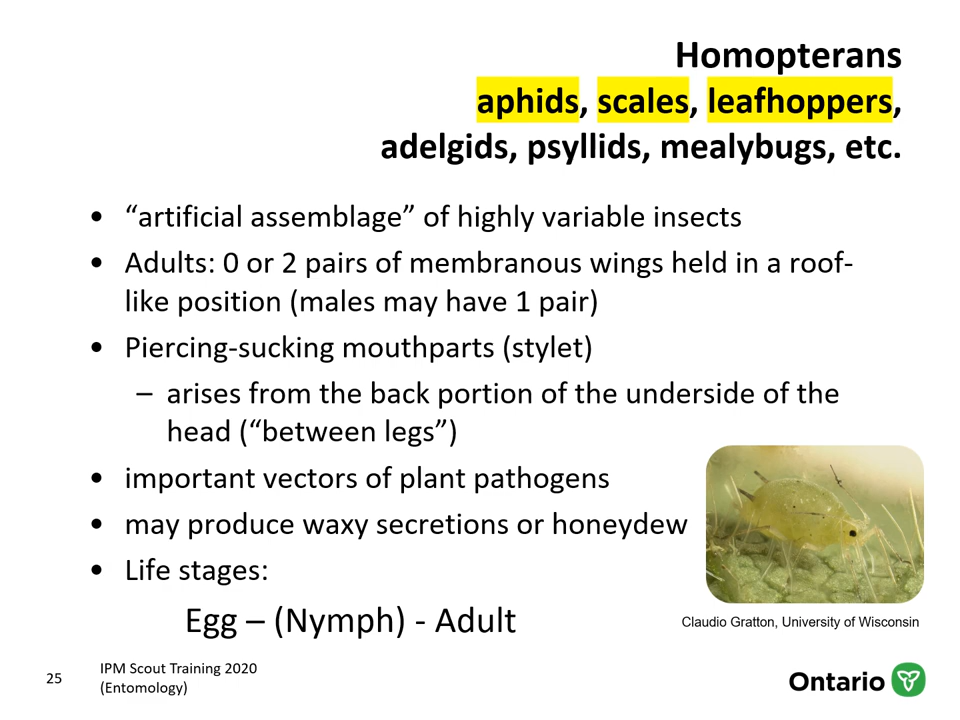 Homopterans
aphids, scales, leafhoppers,
adelgids, psyllids, mealybugs, etc.
• “artificial assemblage” of highly variable insects
• Adults: 0 or 2 pairs of membranous wings held in a roof-
like position (males may have 1 pair)
• Piercing-sucking mouthparts (stylet)
– arises from the back portion of the underside of the
head (“between legs”)
• important vectors of plant pathogens
• may produce waxy secretions or honeydew
• Life stages:
Egg – (Nymph) - Adult
Claudio Gratton, University of Wisconsin
25
IPM Scout Training 2020
(Entomology)
Ontario